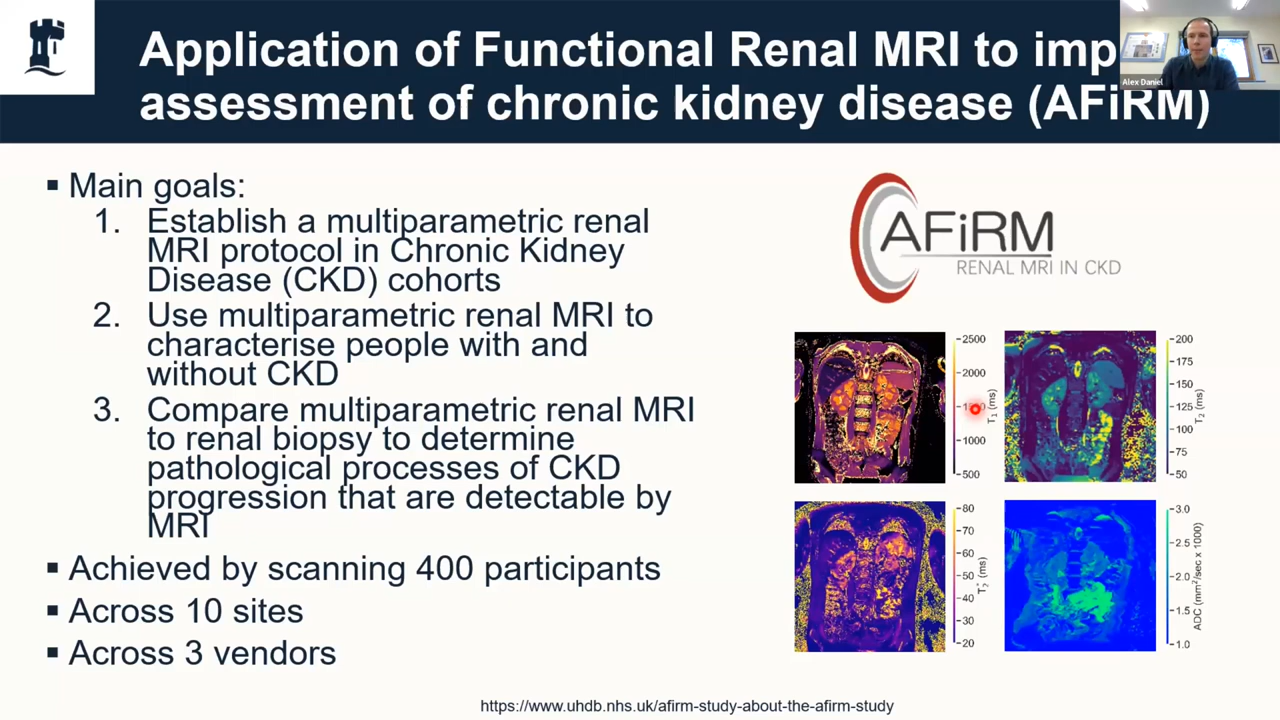 Application of Functional Renal MRI to imp
Alex Daniel
assessment of chronic kidney disease (AFiRM)
▪ Main goals:
1. Establish a multiparametric renal
MRI protocol in Chronic Kidney
Disease (CKD) cohorts
2. Use multiparametric renal MRI to
characterise people with and
without CKD
3. Compare multiparametric renal MRI
to renal biopsy to determine
pathological processes of CKD
progression that are detectable by
MRI
▪ Achieved by scanning 400 participants
▪ Across 10 sites
▪ Across 3 vendors
AFiRM
RENAL MRI IN CKD
2500
2000
1000
500
T₁ (ms)
200
175
150
125
100
75
50
T₂ (ms)
80
70
60
50
40
30
20
T₂* (ms)
3.0
2.5
2.0
1.5
1.0
ADC (mm²/sec x 1000)
https://www.uhdb.nhs.uk/afirm-study-about-the-afirm-study